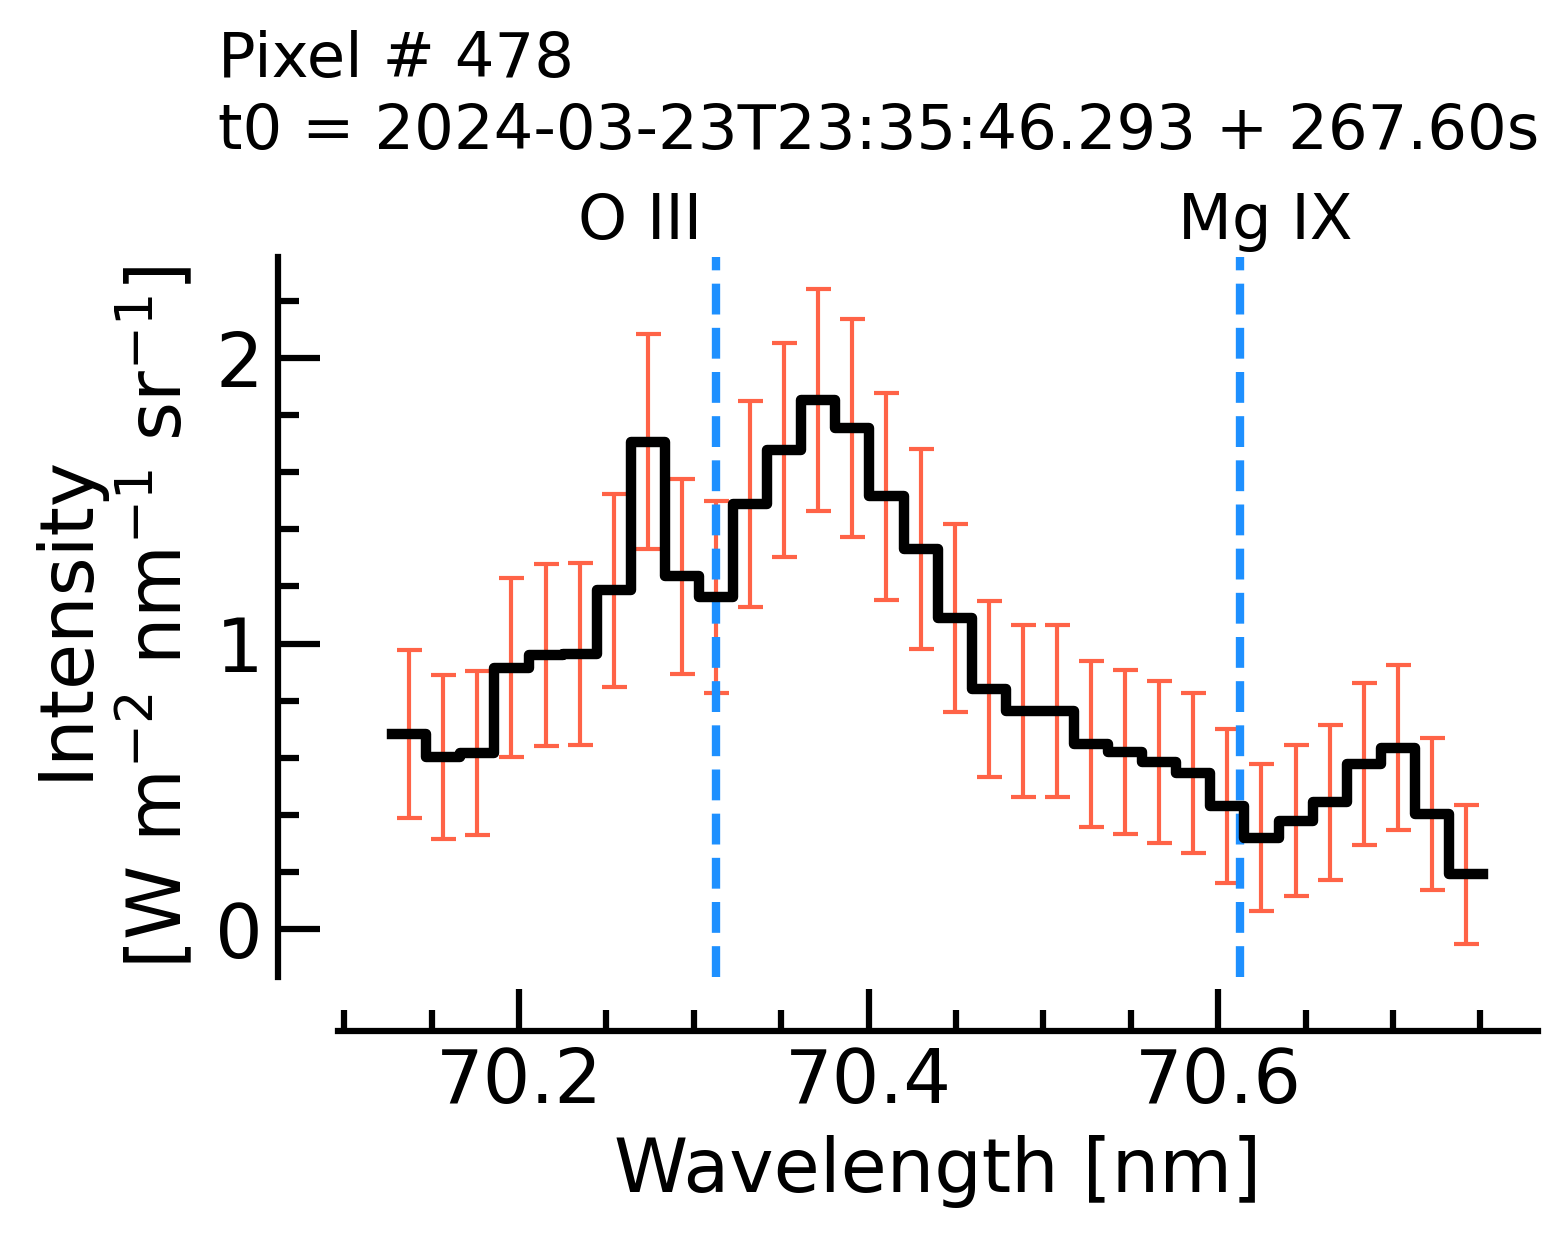 Pixel # 478
t0 = 2024-03-23T23:35:46.293 + 267.60s
O III
Mg IX
Intensity
[W m⁻² nm⁻¹ sr⁻¹]
2
1
0
70.2
70.4
70.6
Wavelength [nm]